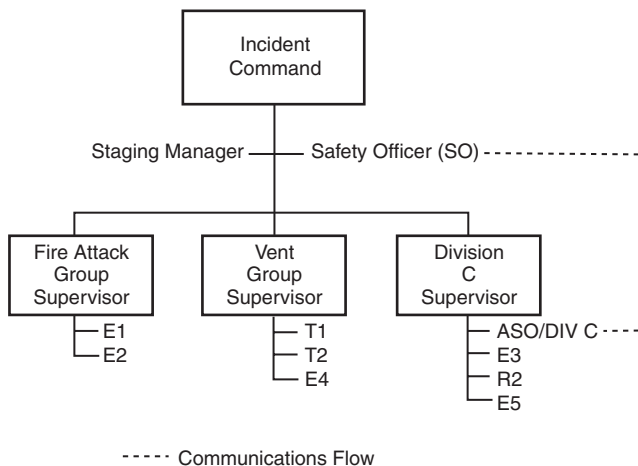 Incident
Command
Staging Manager
Safety Officer (SO)
Fire Attack
Group
Supervisor
Vent
Group
Supervisor
Division
C
Supervisor
E1
E2
T1
T2
E4
ASO/DIV C
E3
R2
E5
Communications Flow